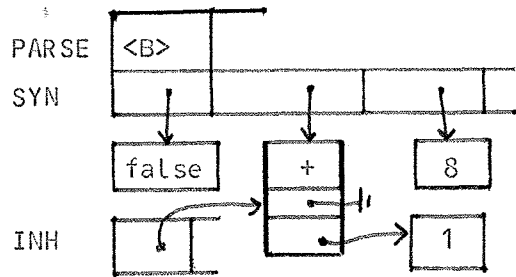 PARSE <B>
SYN
false + 8
INH 1